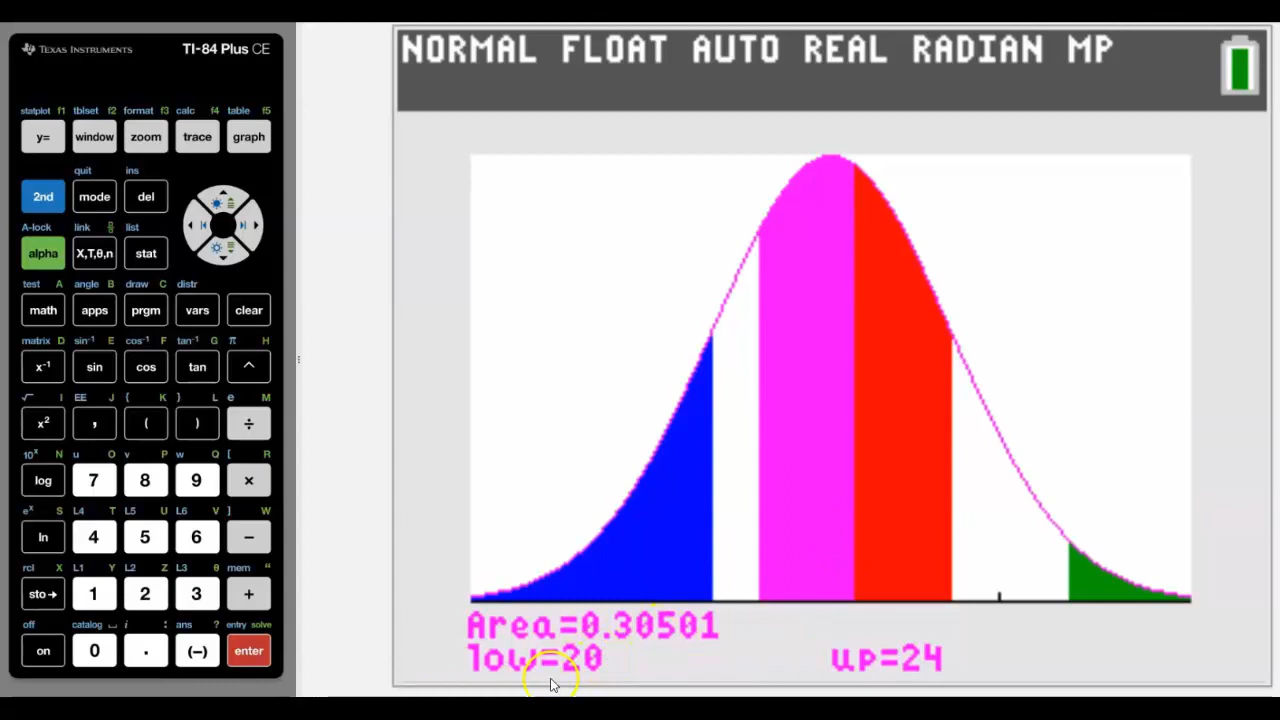 TEXAS INSTRUMENTS TI-84 Plus CE
NORMAL FLOAT AUTO REAL RADIAN MP
statplot f1 tblset f2 format f3 calc f4 table f5
y= window zoom trace graph
quit ins
2nd mode del
A-lock link list
alpha X,T,θ,n stat
test A angle B draw C distr
math apps prgm vars clear
matrix D sin⁻¹ E cos⁻¹ F tan⁻¹ G π H
x⁻¹ sin cos tan ^
√ I EE J { K } L e M
x² , ( ) ÷
10ˣ N u O v P w Q [ R
log 7 8 9 ×
eˣ S L4 T L5 U L6 V ] W
ln 4 5 6 −
rcl X L1 Y L2 Z L3 θ mem "
sto→ 1 2 3 +
off catalog ⎵ i : ans ? entry solve
on 0 . (−) enter
Area=0.30501
low=20 up=24